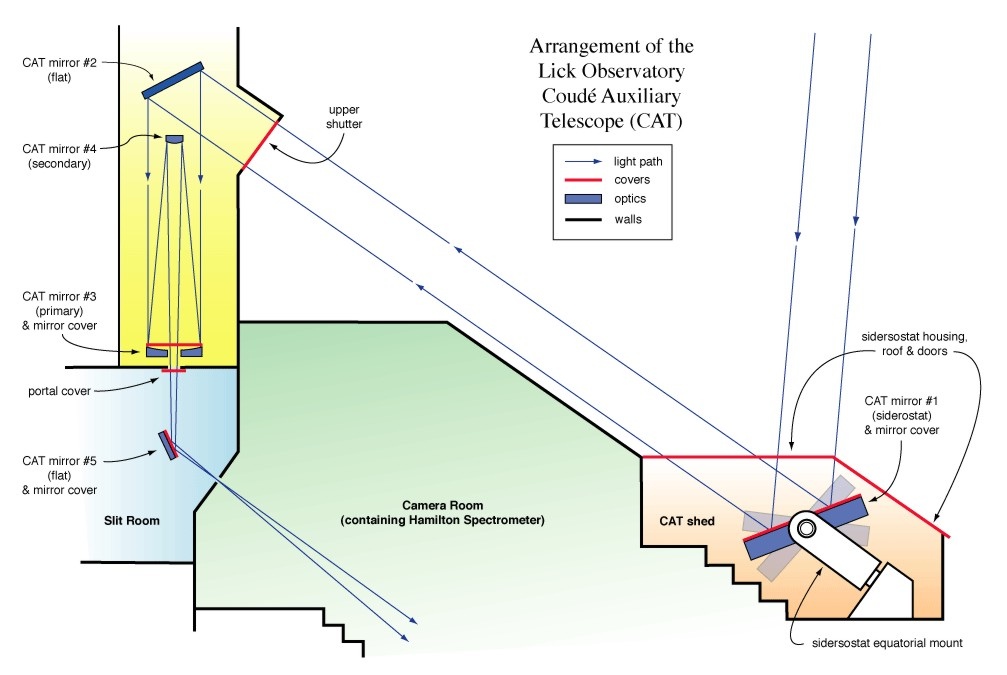 Arrangement of the
Lick Observatory
Coudé Auxiliary
Telescope (CAT)
light path
covers
optics
walls
CAT mirror #2
(flat)
upper
shutter
CAT mirror #4
(secondary)
CAT mirror #3
(primary)
& mirror cover
portal cover
CAT mirror #5
(flat)
& mirror cover
Slit Room
Camera Room
(containing Hamilton Spectrometer)
sidersostat housing,
roof & doors
CAT mirror #1
(siderostat)
& mirror cover
CAT shed
sidersostat equatorial mount